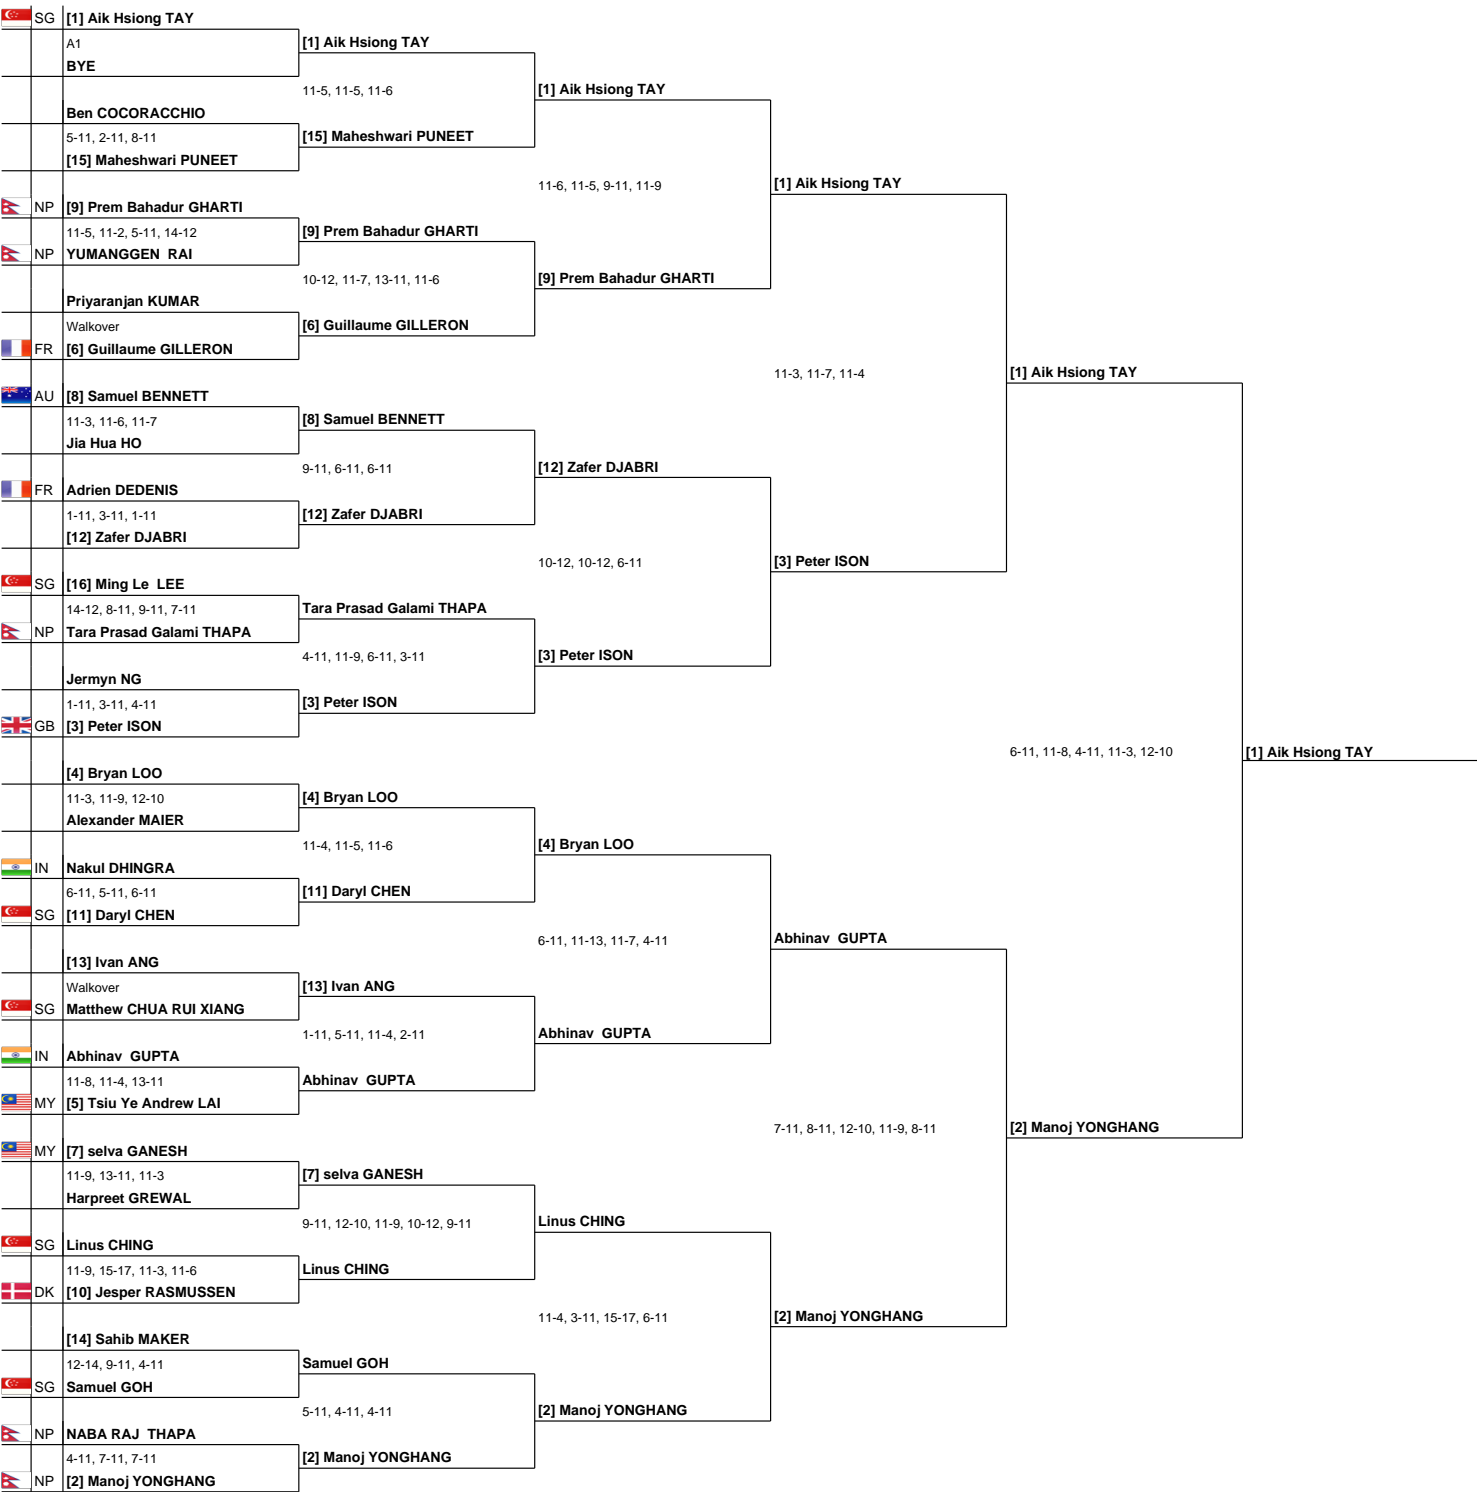 SG [1] Aik Hsiong TAY
A1
BYE
Ben COCORACCHIO
5-11, 2-11, 8-11
[15] Maheshwari PUNEET
NP [9] Prem Bahadur GHARTI
11-5, 11-2, 5-11, 14-12
NP YUMANGGEN RAI
Priyaranjan KUMAR
Walkover
FR [6] Guillaume GILLERON
AU [8] Samuel BENNETT
11-3, 11-6, 11-7
Jia Hua HO
FR Adrien DEDENIS
1-11, 3-11, 1-11
[12] Zafer DJABRI
SG [16] Ming Le LEE
14-12, 8-11, 9-11, 7-11
NP Tara Prasad Galami THAPA
Jermyn NG
1-11, 3-11, 4-11
GB [3] Peter ISON
[4] Bryan LOO
11-3, 11-9, 12-10
Alexander MAIER
IN Nakul DHINGRA
6-11, 5-11, 6-11
SG [11] Daryl CHEN
[13] Ivan ANG
Walkover
SG Matthew CHUA RUI XIANG
IN Abhinav GUPTA
11-8, 11-4, 13-11
MY [5] Tsiu Ye Andrew LAI
MY [7] selva GANESH
11-9, 13-11, 11-3
Harpreet GREWAL
SG Linus CHING
11-9, 15-17, 11-3, 11-6
DK [10] Jesper RASMUSSEN
[14] Sahib MAKER
12-14, 9-11, 4-11
SG Samuel GOH
NP NABA RAJ THAPA
4-11, 7-11, 7-11
NP [2] Manoj YONGHANG
[1] Aik Hsiong TAY
11-5, 11-5, 11-6
[15] Maheshwari PUNEET
[9] Prem Bahadur GHARTI
10-12, 11-7, 13-11, 11-6
[6] Guillaume GILLERON
[8] Samuel BENNETT
9-11, 6-11, 6-11
[12] Zafer DJABRI
Tara Prasad Galami THAPA
4-11, 11-9, 6-11, 3-11
[3] Peter ISON
[4] Bryan LOO
11-4, 11-5, 11-6
[11] Daryl CHEN
[13] Ivan ANG
1-11, 5-11, 11-4, 2-11
Abhinav GUPTA
[7] selva GANESH
9-11, 12-10, 11-9, 10-12, 9-11
Linus CHING
Samuel GOH
5-11, 4-11, 4-11
[2] Manoj YONGHANG
[1] Aik Hsiong TAY
11-6, 11-5, 9-11, 11-9
[9] Prem Bahadur GHARTI
[12] Zafer DJABRI
10-12, 10-12, 6-11
[3] Peter ISON
[4] Bryan LOO
6-11, 11-13, 11-7, 4-11
Abhinav GUPTA
Linus CHING
11-4, 3-11, 15-17, 6-11
[2] Manoj YONGHANG
[1] Aik Hsiong TAY
11-3, 11-7, 11-4
[3] Peter ISON
Abhinav GUPTA
7-11, 8-11, 12-10, 11-9, 8-11
[2] Manoj YONGHANG
[1] Aik Hsiong TAY
6-11, 11-8, 4-11, 11-3, 12-10
[2] Manoj YONGHANG
[1] Aik Hsiong TAY